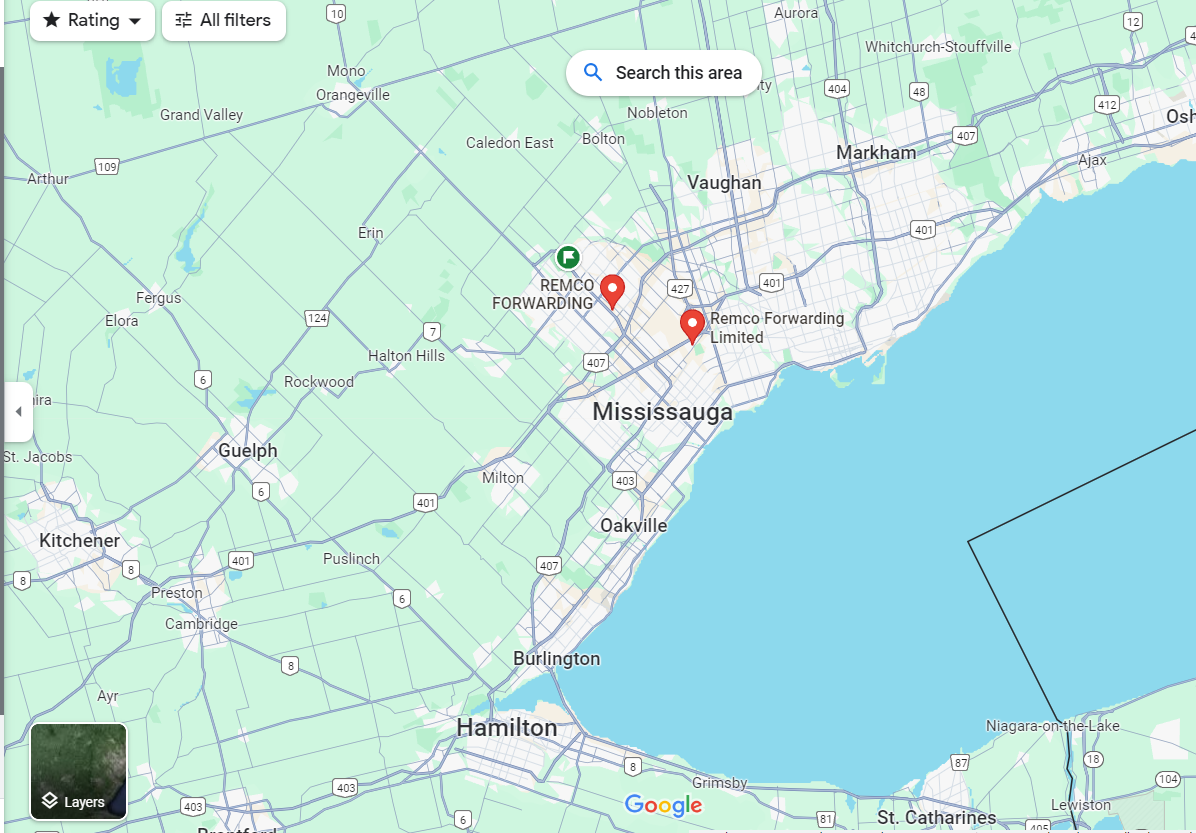 Rating
All filters
10
Aurora
12
Whitchurch-Stouffville
Mono
Search this area
Orangeville
404
48
412
Grand Valley
Nobleton
Caledon East
Bolton
407
Markham
Ajax
109
Arthur
Vaughan
Erin
401
REMCO
FORWARDING
427
401
Fergus
Elora
124
Remco Forwarding
Limited
7
Halton Hills
407
6
Rockwood
Mississauga
Guelph
St. Jacobs
Milton
403
6
401
Oakville
Kitchener
401
Puslinch
407
8
8
Preston
6
Cambridge
Burlington
8
Ayr
Hamilton
Niagara-on-the-Lake
8
87
18
Grimsby
104
403
Layers
403
Google
Lewiston
6
81
St. Catharines
405